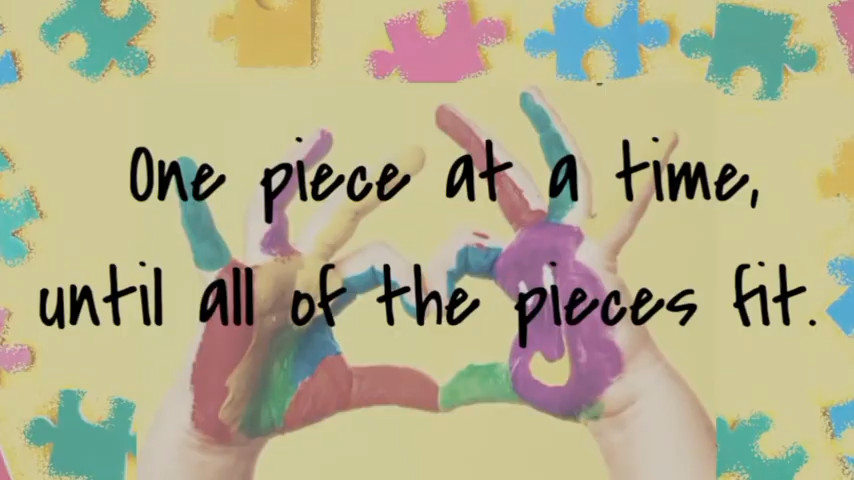 One piece at a time,
until all of the pieces fit.